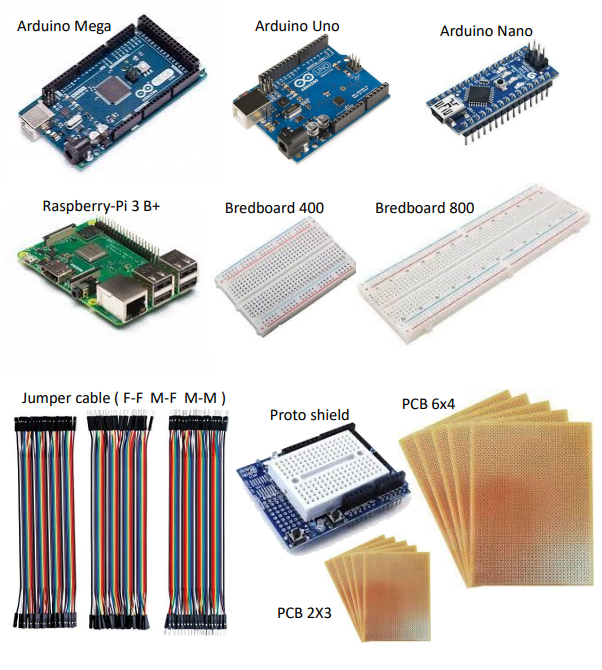 Arduino Mega
Arduino Uno
Arduino Nano
UNO
Raspberry-Pi 3 B+
Bredboard 400
Bredboard 800
Jumper cable ( F-F M-F M-M )
Proto shield
PCB 6x4
PCB 2X3